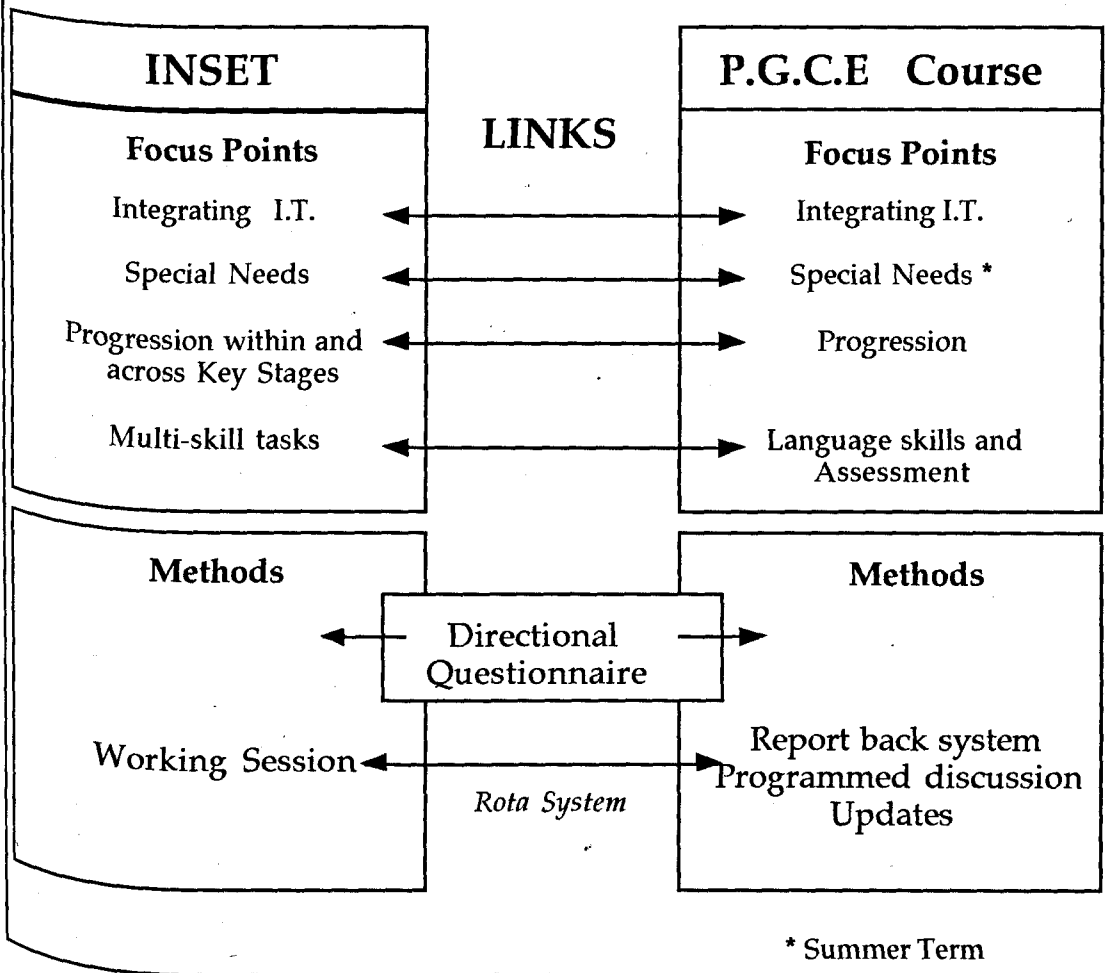 INSET
Focus Points
Integrating I.T.
Special Needs
Progression within and
across Key Stages
Multi-skill tasks
LINKS
P.G.C.E Course
Focus Points
Integrating I.T.
Special Needs *
Progression
Language skills and
Assessment
Methods
Working Session
Directional
Questionnaire
Rota System
Methods
Report back system
Programmed discussion
Updates
* Summer Term